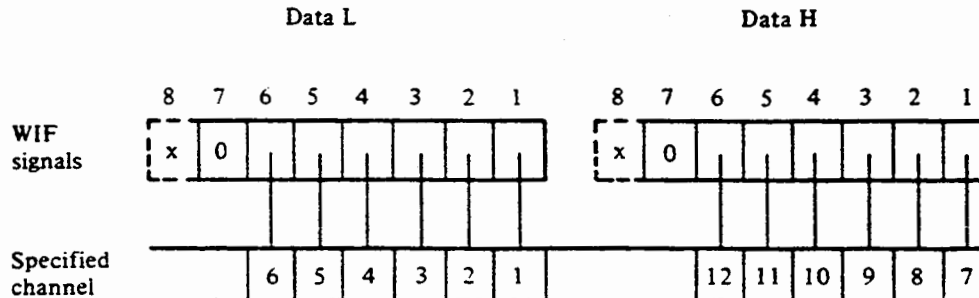 Data L Data H
8 7 6 5 4 3 2 1 8 7 6 5 4 3 2 1
WIF
signals
x 0 x 0
Specified
channel
6 5 4 3 2 1 12 11 10 9 8 7